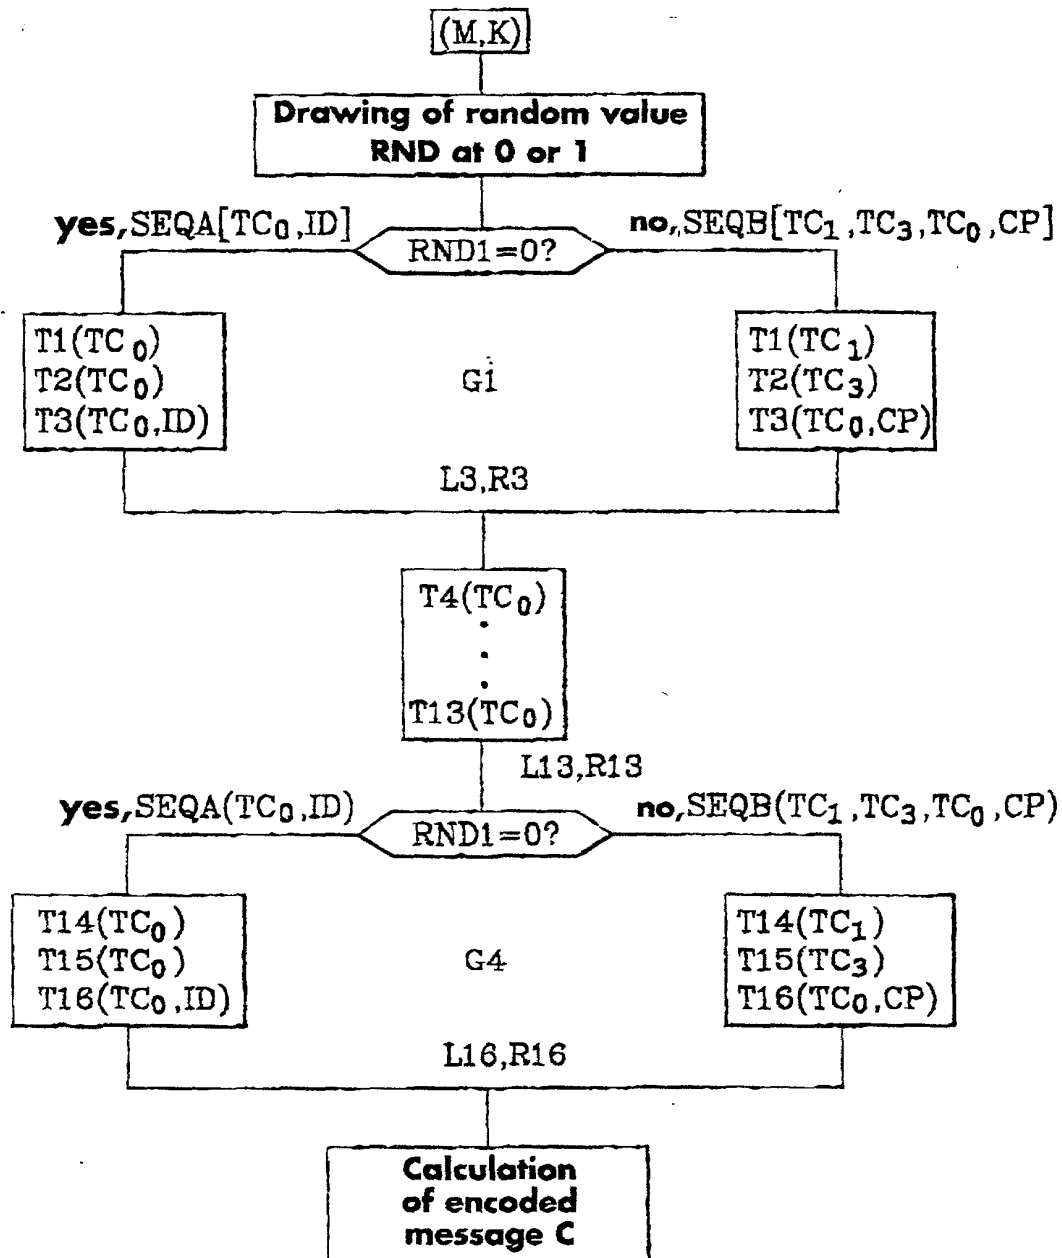 (M,K)
Drawing of random value
RND at 0 or 1
yes, SEQA[TC₀,ID]
no, SEQB[TC₁,TC₃,TC₀,CP]
RND1=0?
T1(TC₀)
T2(TC₀)
T3(TC₀,ID)
G1
T1(TC₁)
T2(TC₃)
T3(TC₀,CP)
L3,R3
T4(TC₀)
.
.
.
T13(TC₀)
L13,R13
yes, SEQA(TC₀,ID)
no, SEQB(TC₁,TC₃,TC₀,CP)
RND1=0?
T14(TC₀)
T15(TC₀)
T16(TC₀,ID)
G4
T14(TC₁)
T15(TC₃)
T16(TC₀,CP)
L16,R16
Calculation
of encoded
message C